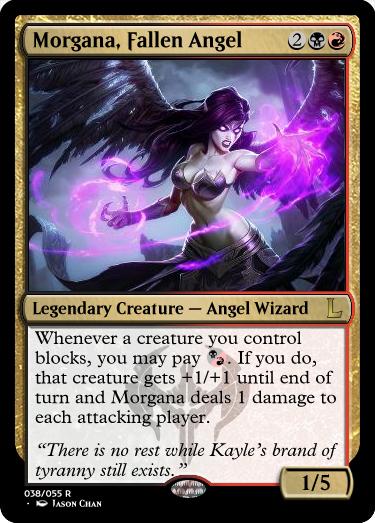 Morgana, Fallen Angel 2
Legendary Creature — Angel Wizard L
Whenever a creature you control
blocks, you may pay . If you do,
that creature gets +1/+1 until end of
turn and Morgana deals 1 damage to
each attacking player.
“There is no rest while Kayle’s brand of
tyranny still exists.”
1/5
038/055 R
· Jason Chan